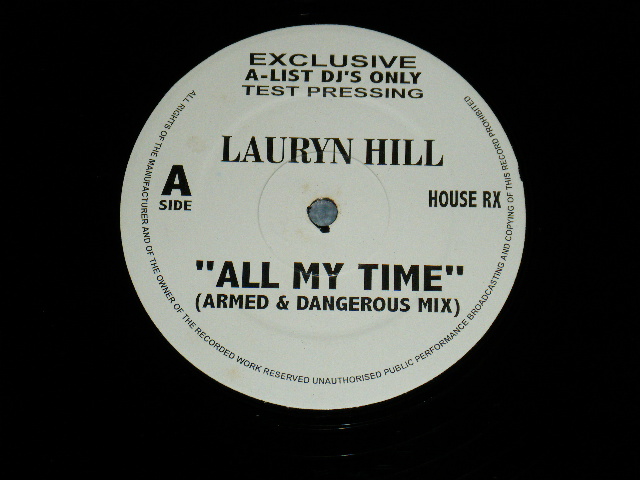 EXCLUSIVE
A-LIST DJ'S ONLY
TEST PRESSING
LAURYN HILL
A
SIDE
HOUSE RX
"ALL MY TIME"
(ARMED & DANGEROUS MIX)
ALL RIGHTS OF THE MANUFACTURER AND OF THE OWNER OF THE RECORDED WORK RESERVED UNAUTHORISED PUBLIC PERFORMANCE BROADCASTING AND COPYING OF THIS RECORD PROHIBITED